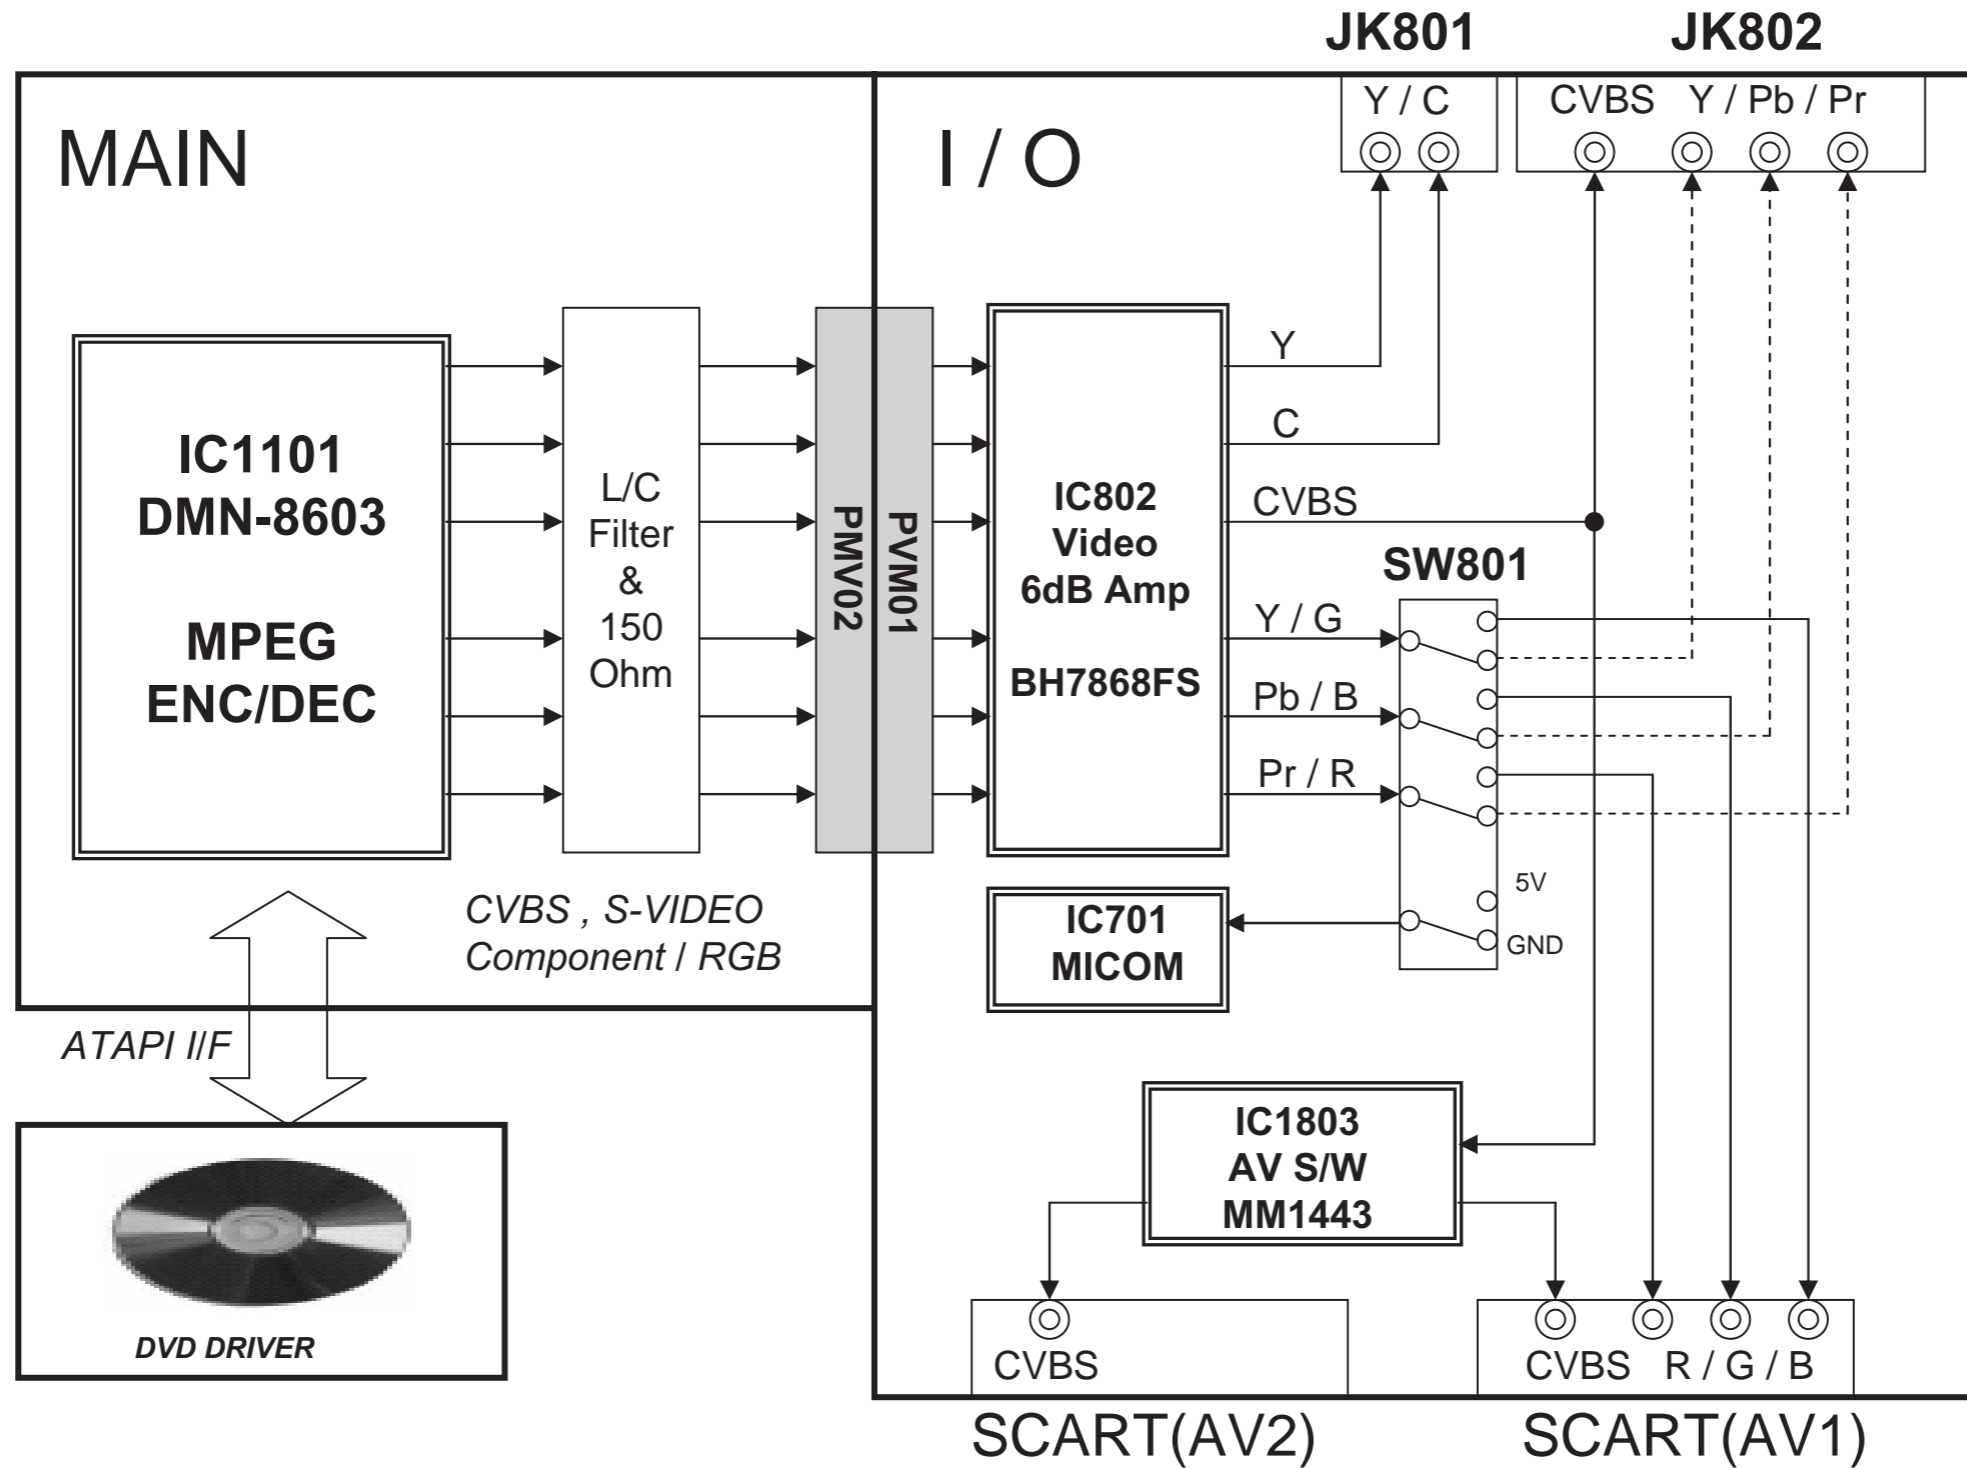 JK801
JK802
MAIN
I / O
Y / C
CVBS Y / Pb / Pr
IC1101
DMN-8603
MPEG
ENC/DEC
L/C
Filter
&
150
Ohm
PMV02
PVM01
IC802
Video
6dB Amp
BH7868FS
Y
C
CVBS
Y / G
Pb / B
Pr / R
SW801
5V
GND
IC701
MICOM
CVBS , S-VIDEO
Component / RGB
ATAPI I/F
DVD DRIVER
IC1803
AV S/W
MM1443
CVBS
CVBS R / G / B
SCART(AV2)
SCART(AV1)